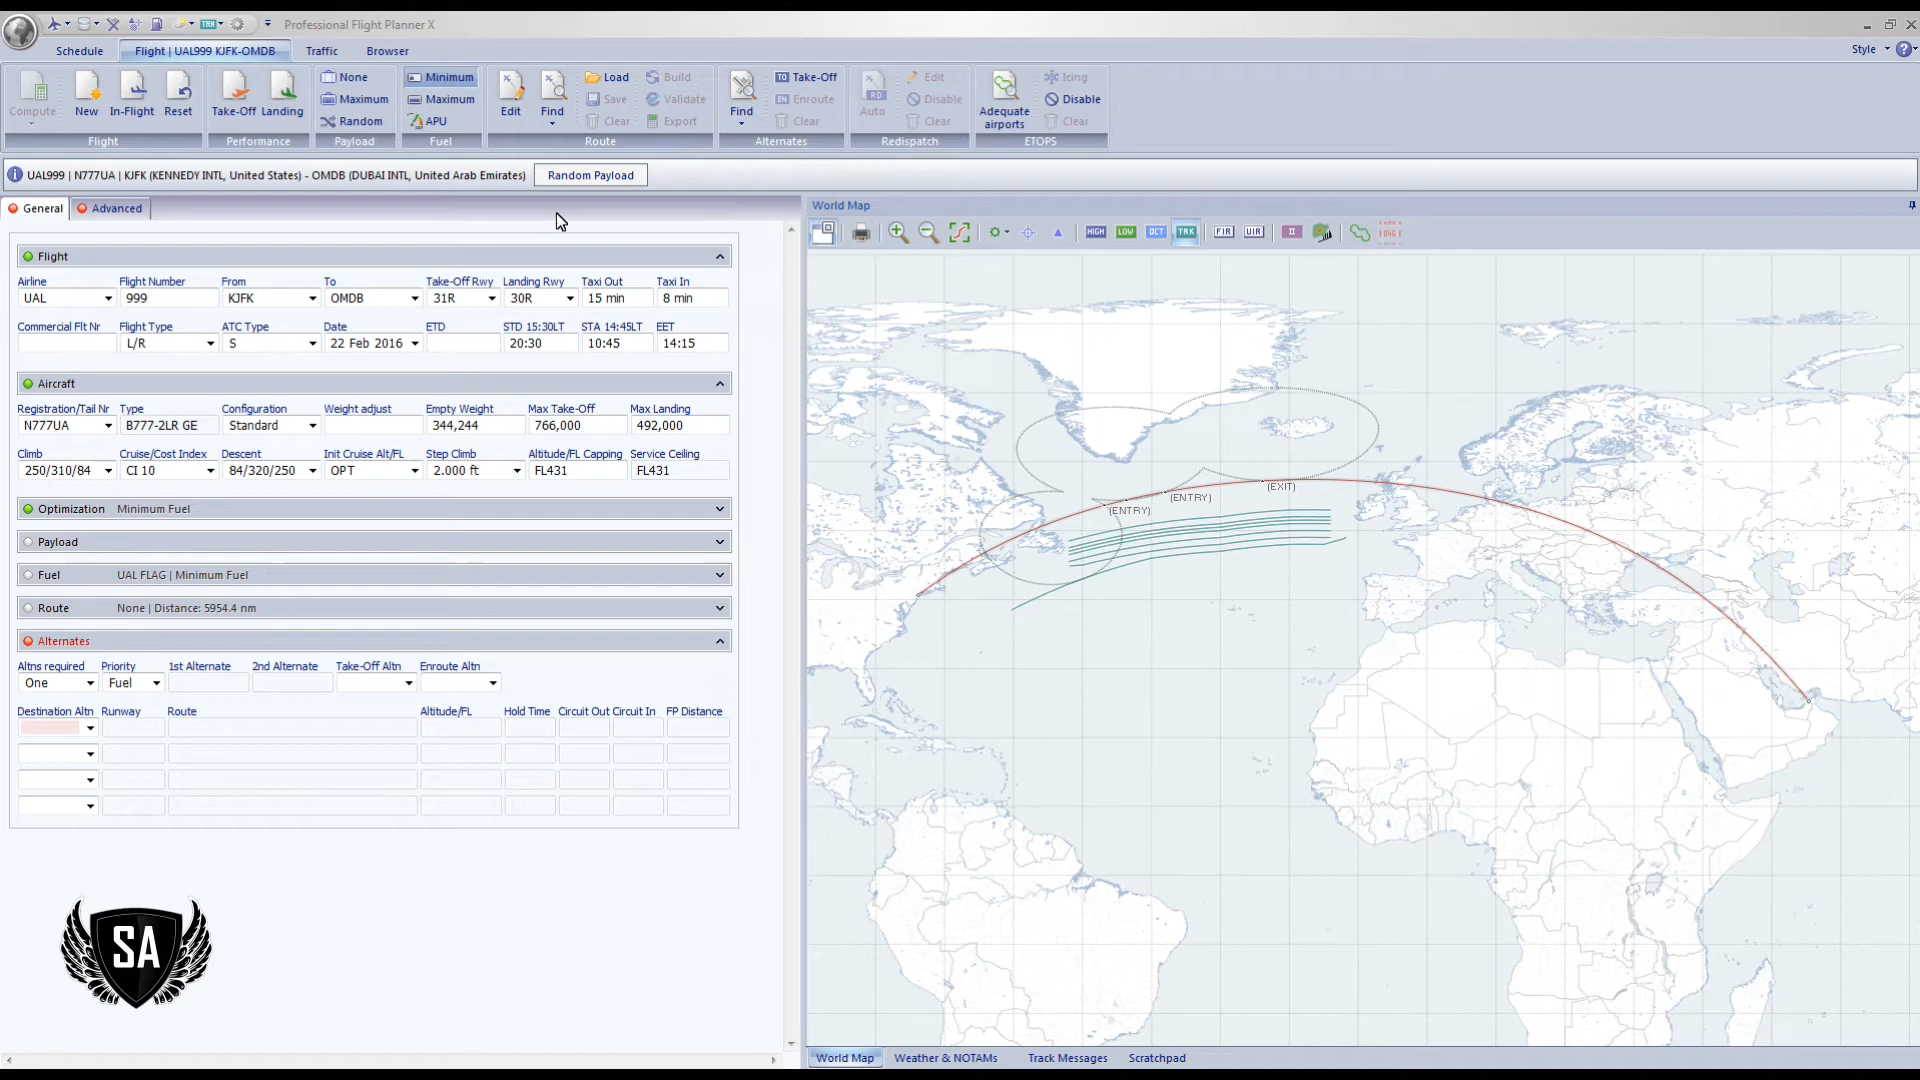 TRK
Professional Flight Planner X
Schedule
Flight | UAL999 KJFK-OMDB
Traffic
Browser
Style
Compute
New
In-Flight
Reset
Flight
Take-Off
Landing
Performance
None
Maximum
Random
Payload
Minimum
Maximum
APU
Fuel
Edit
Find
Load
Save
Clear
Build
Validate
Export
Route
Find
TO Take-Off
EN Enroute
Clear
Alternates
RD
Auto
Edit
Disable
Clear
Redispatch
Adequate
airports
Icing
Disable
Clear
ETOPS
UAL999 | N777UA | KJFK (KENNEDY INTL, United States) - OMDB (DUBAI INTL, United Arab Emirates)
Random Payload
General
Advanced
Flight
Airline Flight Number From To Take-Off Rwy Landing Rwy Taxi Out Taxi In
UAL 999 KJFK OMDB 31R 30R 15 min 8 min
Commercial Flt Nr Flight Type ATC Type Date ETD STD 15:30LT STA 14:45LT EET
L/R S 22 Feb 2016 20:30 10:45 14:15
Aircraft
Registration/Tail Nr Type Configuration Weight adjust Empty Weight Max Take-Off Max Landing
N777UA B777-2LR GE Standard 344,244 766,000 492,000
Climb Cruise/Cost Index Descent Init Cruise Alt/FL Step Climb Altitude/FL Capping Service Ceiling
250/310/84 CI 10 84/320/250 OPT 2.000 ft FL431 FL431
Optimization Minimum Fuel
Payload
Fuel UAL FLAG | Minimum Fuel
Route None | Distance: 5954.4 nm
Alternates
Altns required Priority 1st Alternate 2nd Alternate Take-Off Altn Enroute Altn
One Fuel
Destination Altn Runway Route Altitude/FL Hold Time Circuit Out Circuit In FP Distance
SA
World Map
HIGH LOW OCT TRK FIR UIR
(EXIT)
(ENTRY)
(ENTRY)
World Map
Weather & NOTAMs
Track Messages
Scratchpad